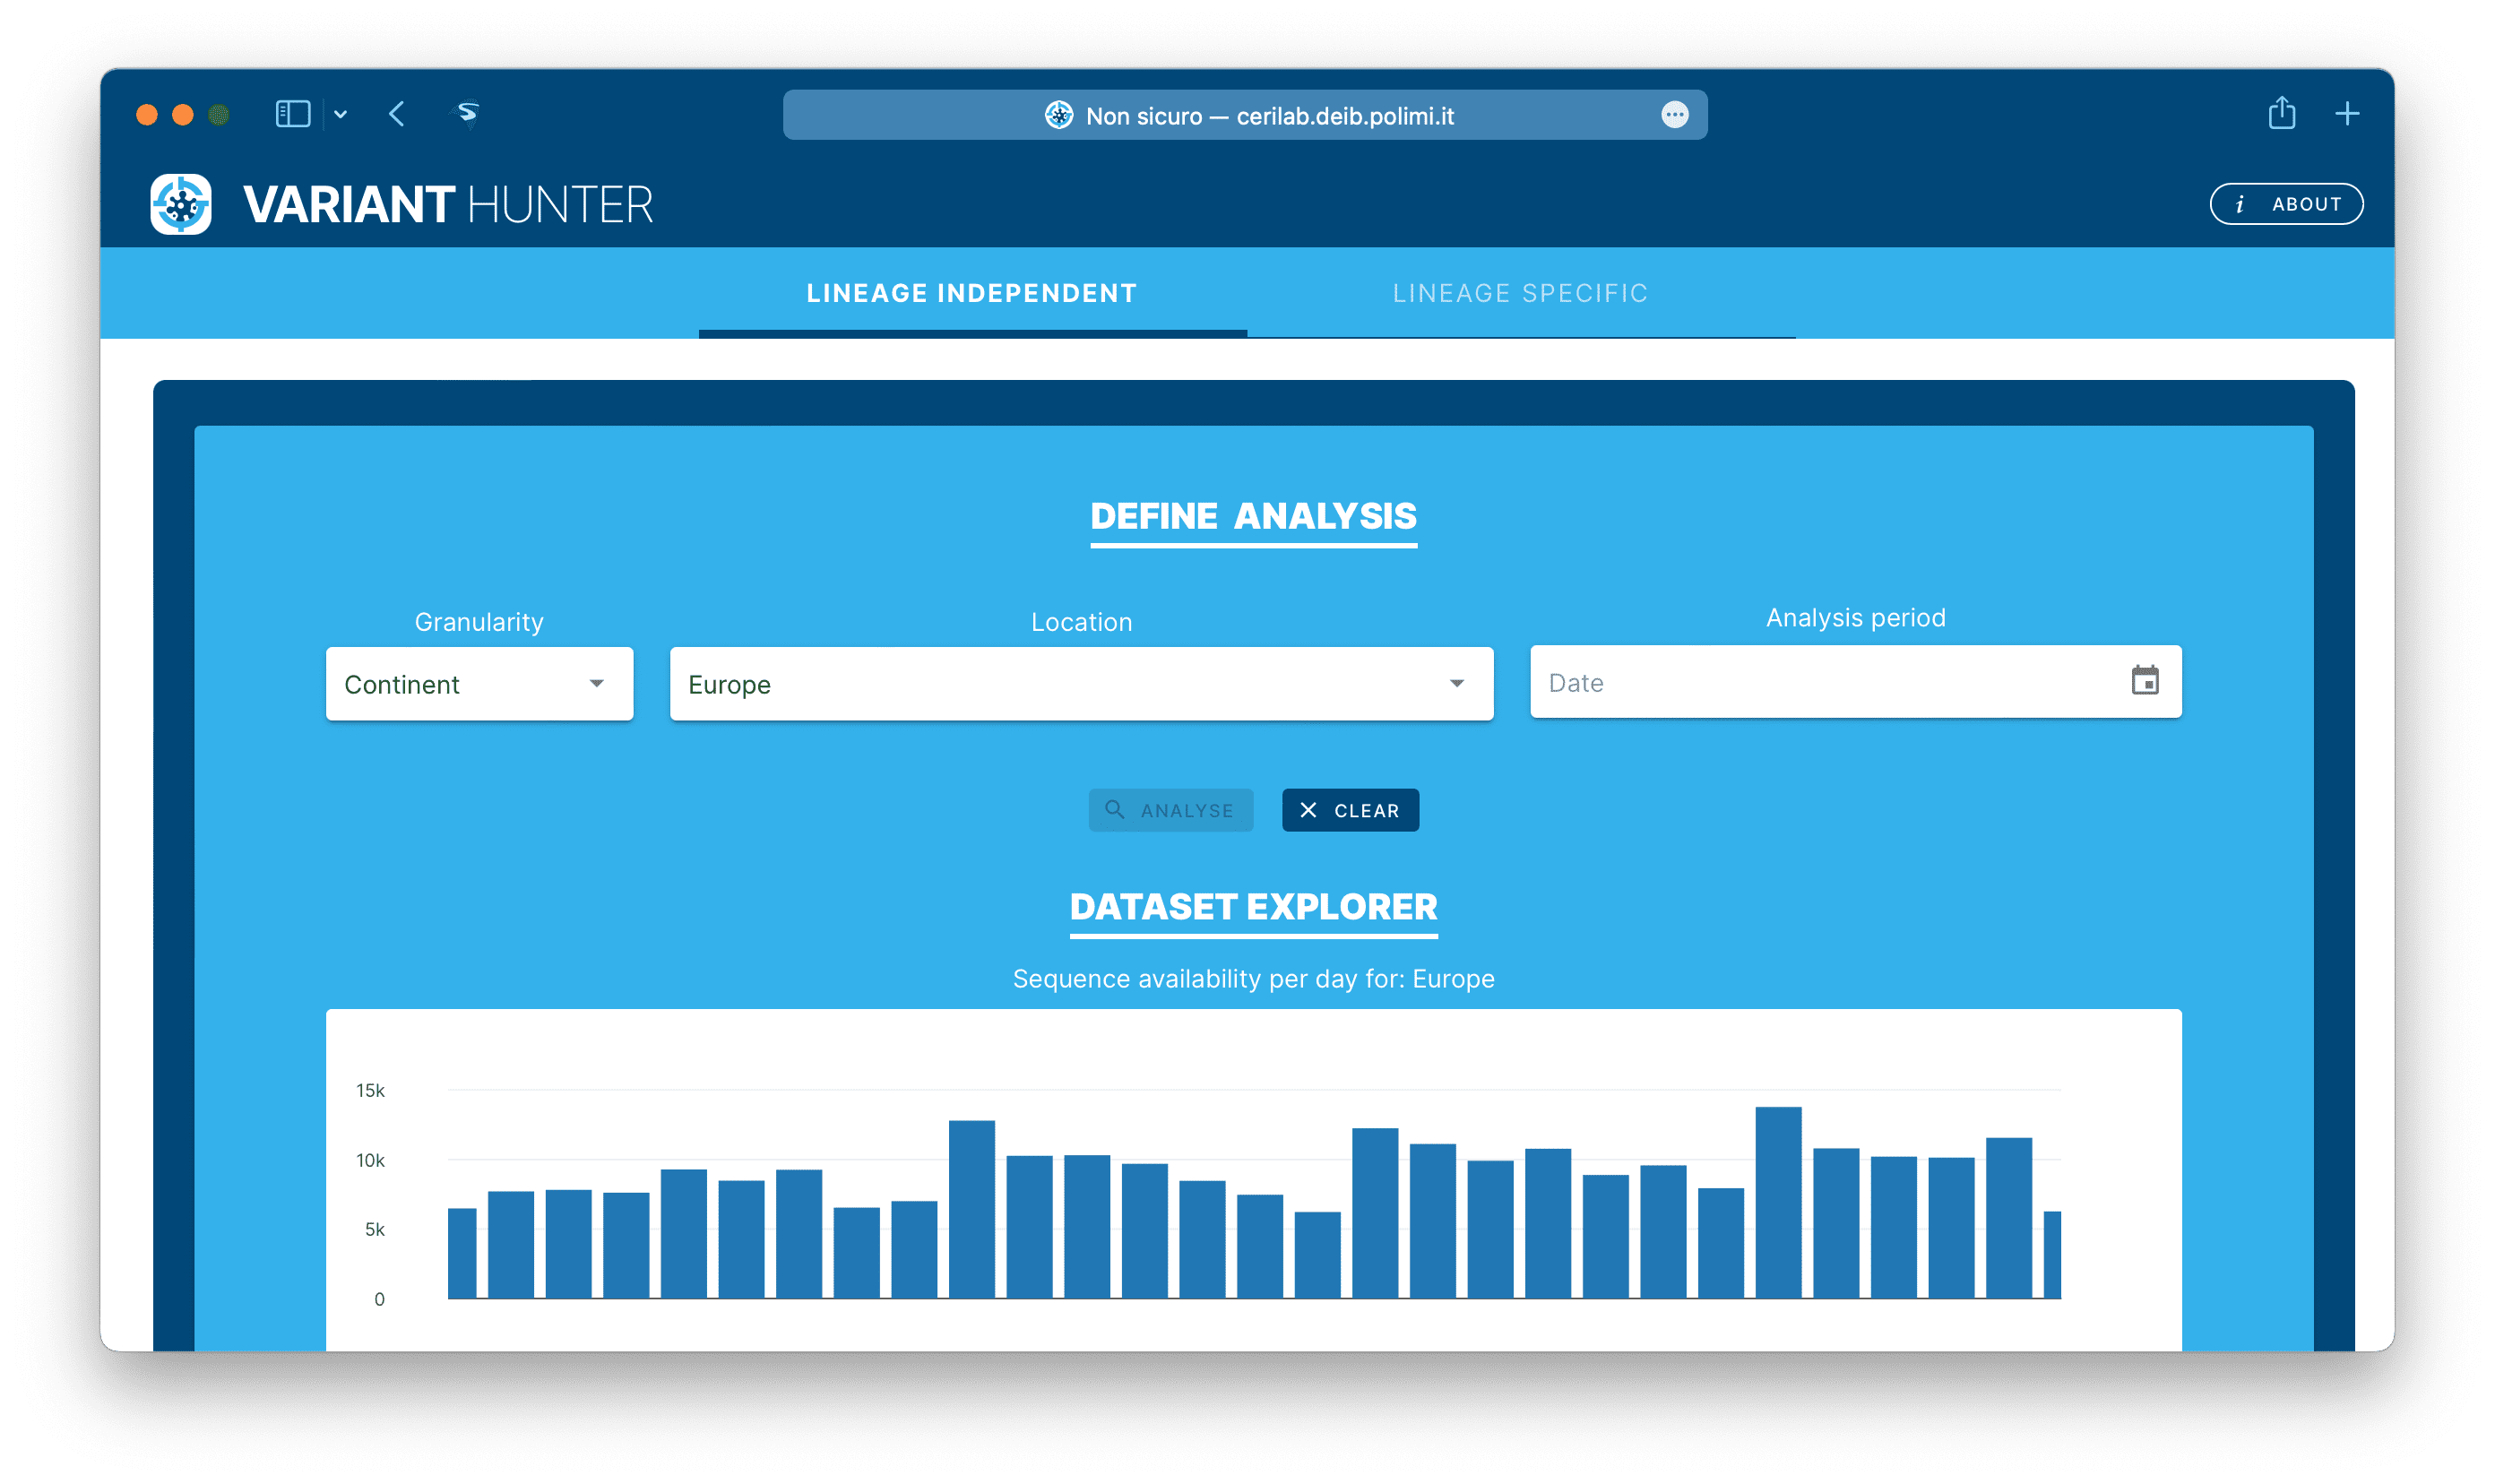 Non sicuro — cerilab.deib.polimi.it
VARIANT HUNTER
i ABOUT
LINEAGE INDEPENDENT
LINEAGE SPECIFIC
DEFINE ANALYSIS
Granularity
Location
Analysis period
Continent
Europe
Date
ANALYSE
CLEAR
DATASET EXPLORER
Sequence availability per day for: Europe
15k
10k
5k
0